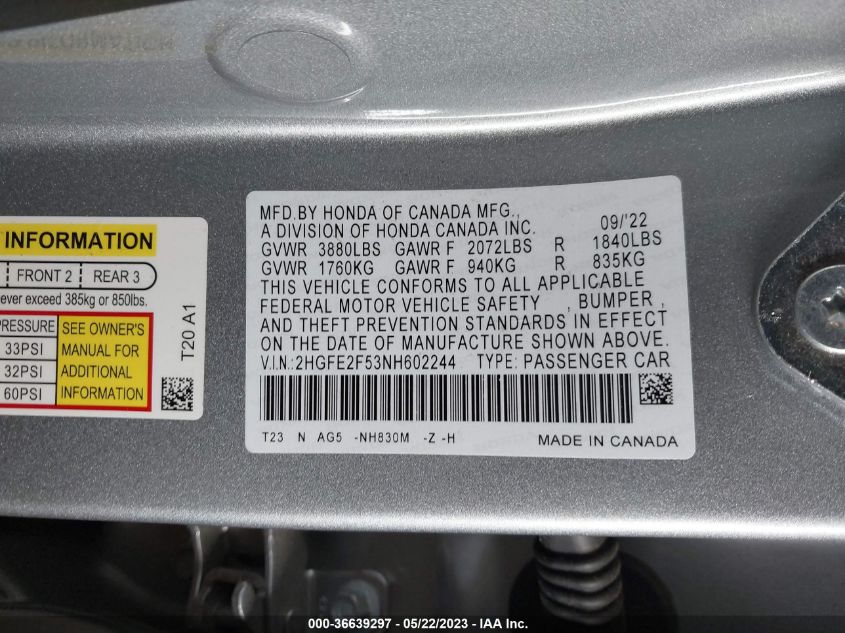 INFORMATION
FRONT 2 REAR 3
ever exceed 385kg or 850lbs.
PRESSURE SEE OWNER'S
33PSI MANUAL FOR
32PSI ADDITIONAL
60PSI INFORMATION
T20 A1
MFD.BY HONDA OF CANADA MFG.,
A DIVISION OF HONDA CANADA INC. 09/'22
GVWR 3880LBS GAWR F 2072LBS R 1840LBS
GVWR 1760KG GAWR F 940KG R 835KG
THIS VEHICLE CONFORMS TO ALL APPLICABLE
FEDERAL MOTOR VEHICLE SAFETY , BUMPER ,
AND THEFT PREVENTION STANDARDS IN EFFECT
ON THE DATE OF MANUFACTURE SHOWN ABOVE.
V.I.N.:2HGFE2F53NH602244 TYPE: PASSENGER CAR
T23 N AG5 -NH830M -Z -H MADE IN CANADA
000-36639297 - 05/22/2023 - IAA Inc.